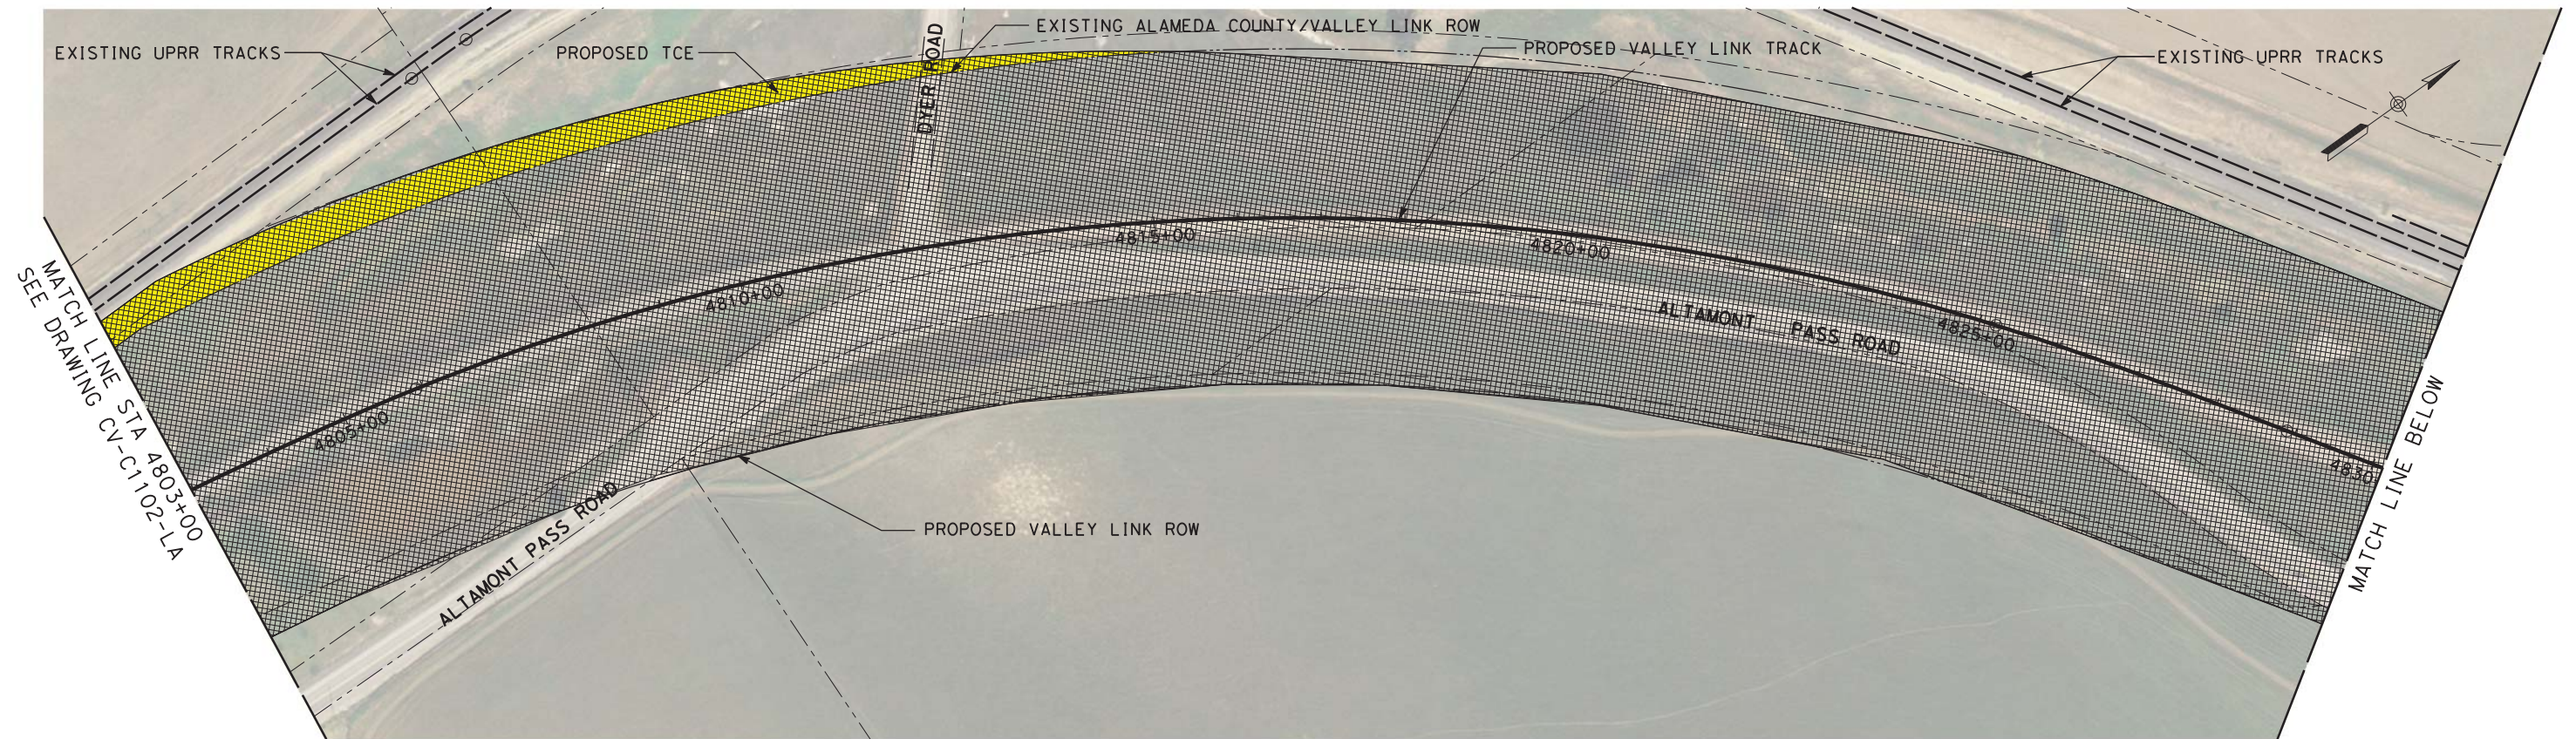 EXISTING ALAMEDA COUNTY/VALLEY LINK ROW
EXISTING UPRR TRACKS
PROPOSED TCE
DYER ROAD
PROPOSED VALLEY LINK TRACK
EXISTING UPRR TRACKS
4815+00
4820+00
4810+00
4825+00
ALTAMONT PASS ROAD
4805+00
4830
MATCH LINE STA 4803+00
SEE DRAWING CV-C1102-LA
MATCH LINE BELOW
PROPOSED VALLEY LINK ROW
ALTAMONT PASS ROAD